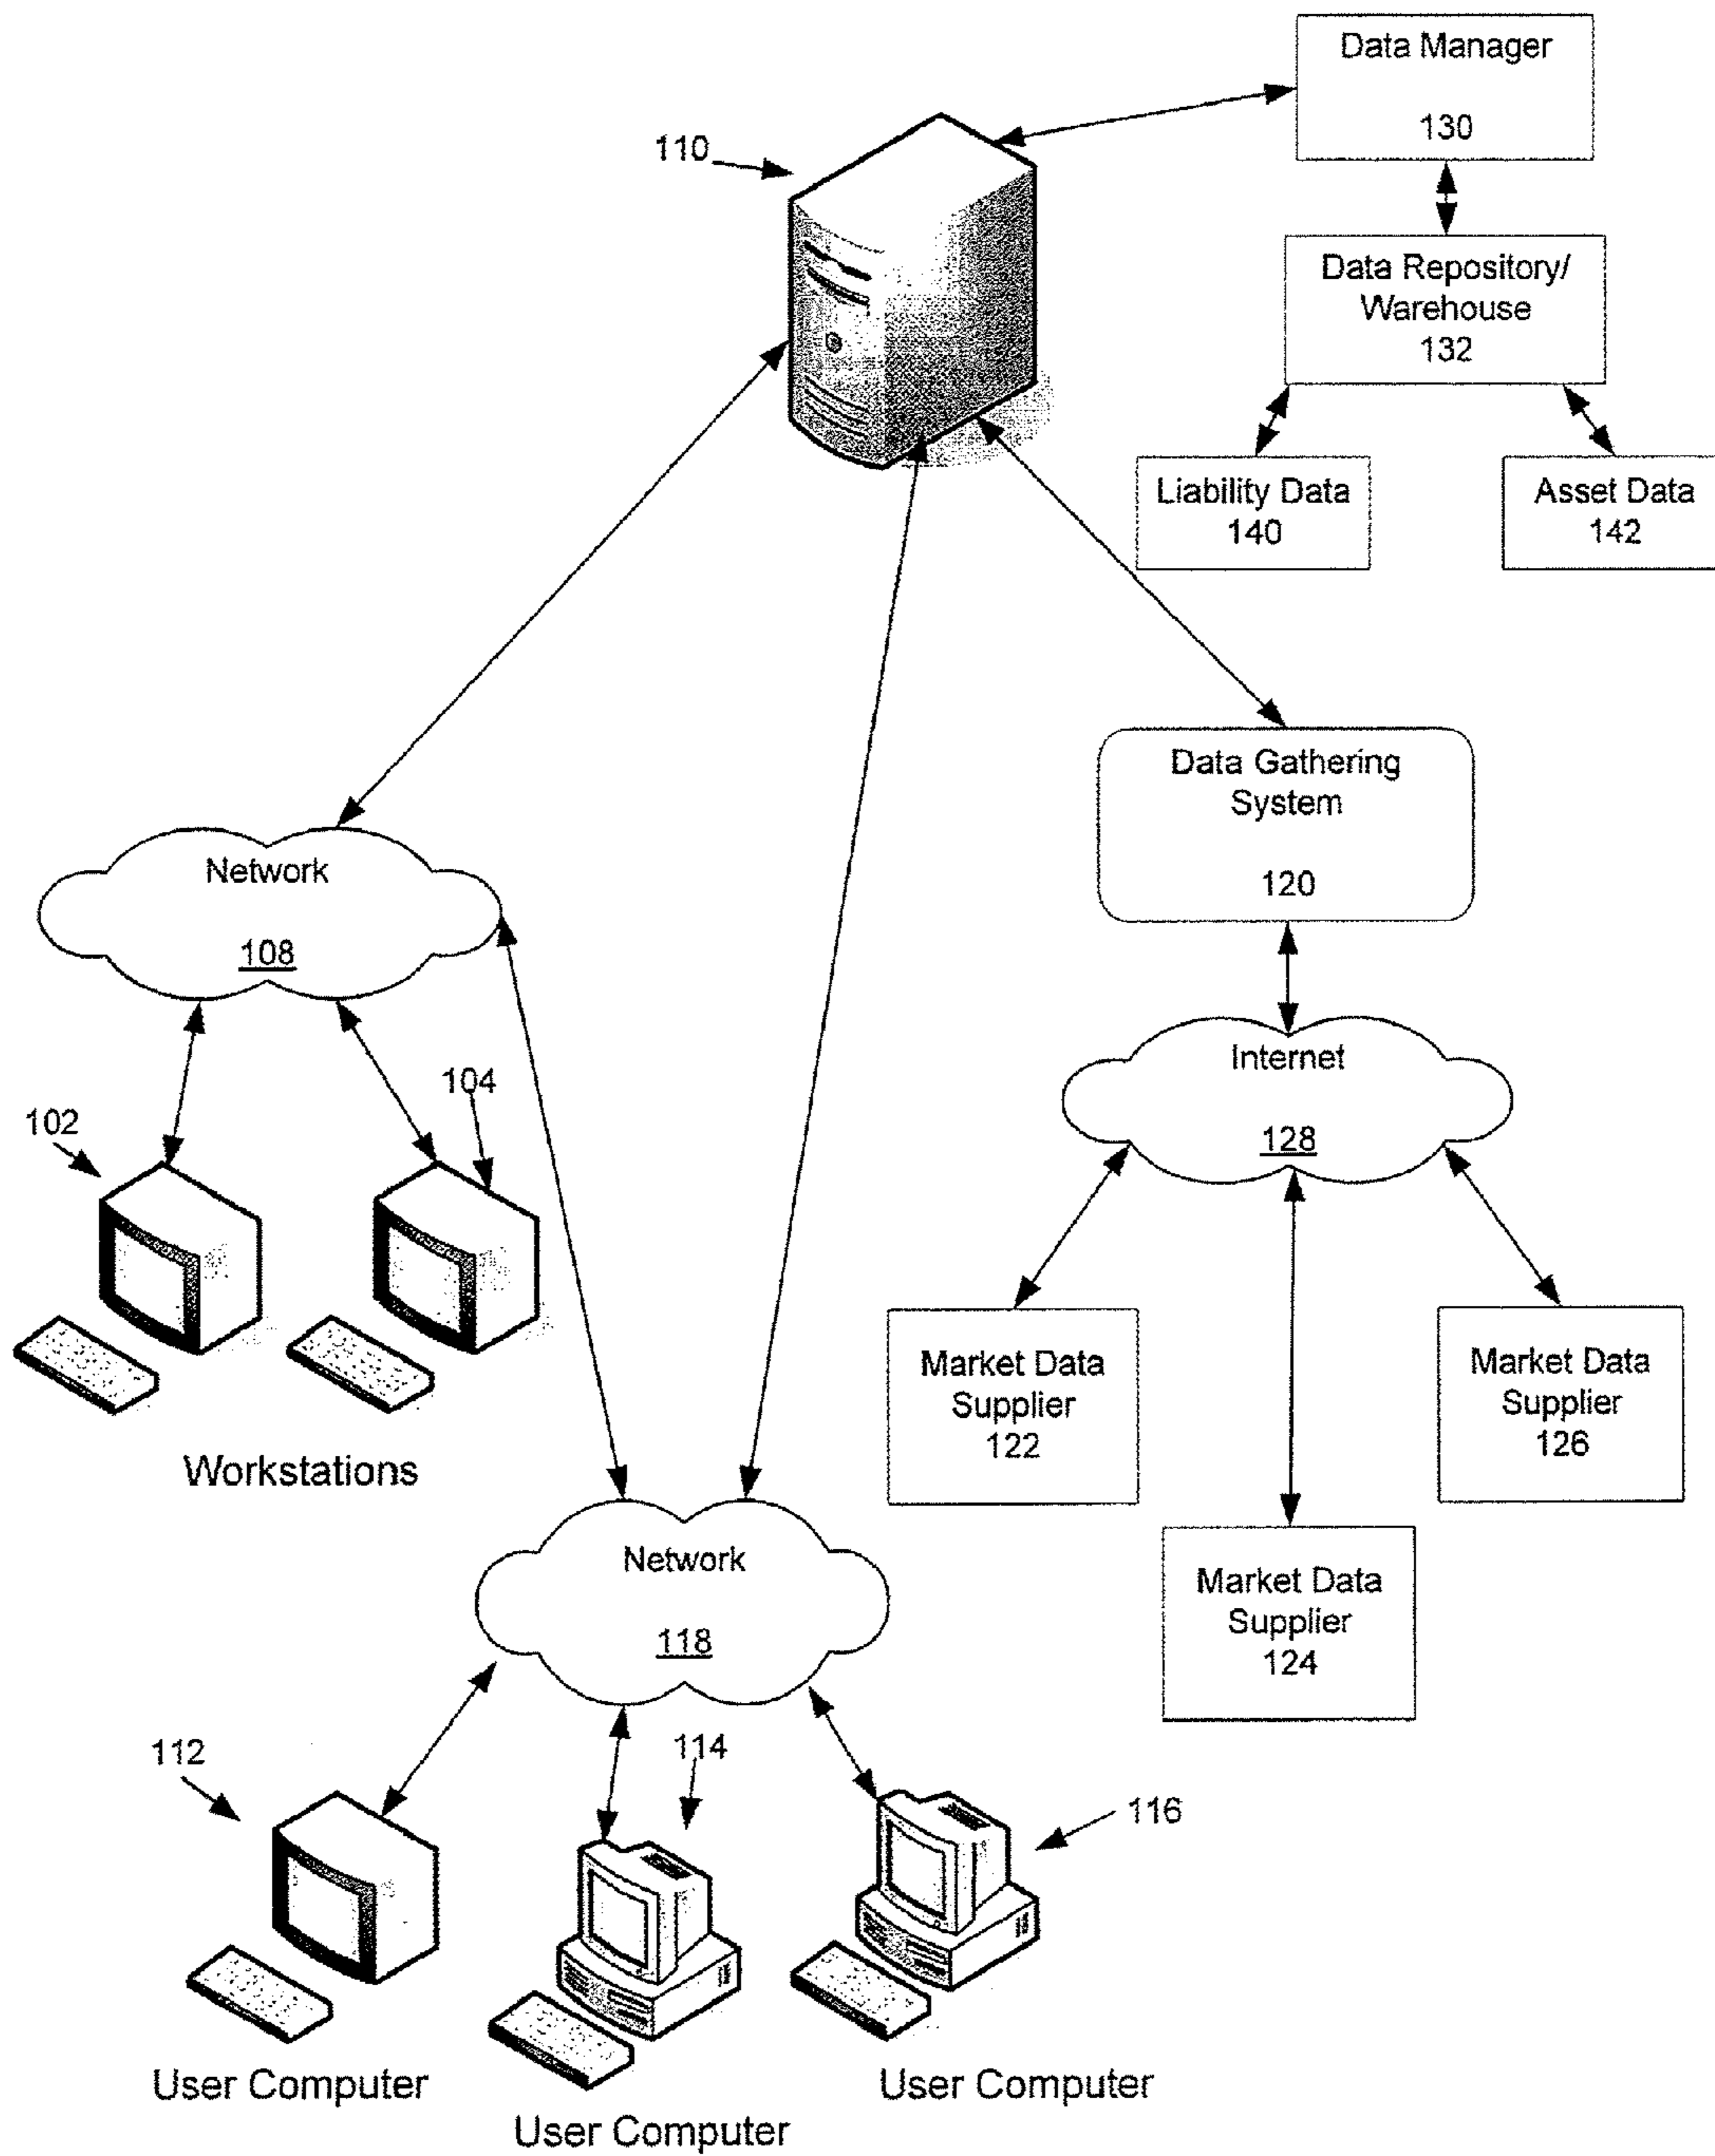 Data Manager
130
110
Data Repository/
Warehouse
132
Liability Data
140
Asset Data
142
Data Gathering
System
120
Network
108
Internet
128
104
102
Workstations
Market Data
Supplier
122
Market Data
Supplier
126
Market Data
Supplier
124
Network
118
112
114
116
User Computer
User Computer
User Computer